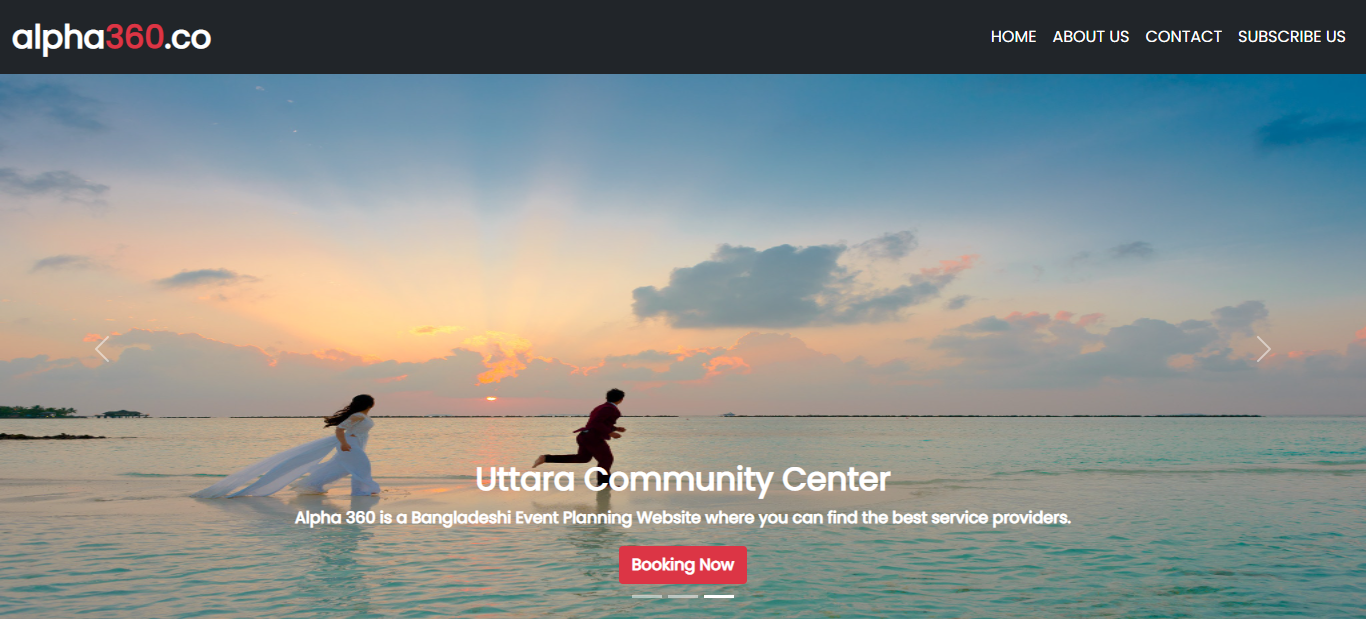 alpha360.co
HOME ABOUT US CONTACT SUBSCRIBE US
Uttara Community Center
Alpha 360 is a Bangladeshi Event Planning Website where you can find the best service providers.
Booking Now